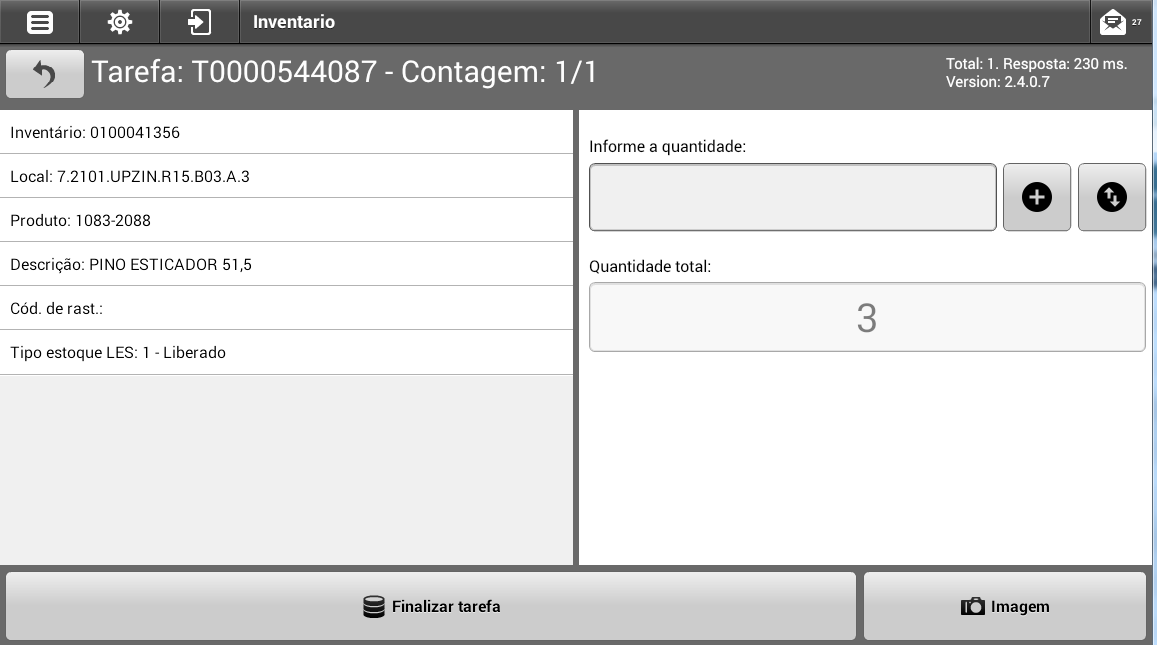 Inventario
27
Tarefa: T0000544087 - Contagem: 1/1
Total: 1. Resposta: 230 ms.
Version: 2.4.0.7
Inventário: 0100041356
Local: 7.2101.UPZIN.R15.B03.A.3
Produto: 1083-2088
Descrição: PINO ESTICADOR 51,5
Cód. de rast.:
Tipo estoque LES: 1 - Liberado
Informe a quantidade:
Quantidade total:
3
Finalizar tarefa
Imagem